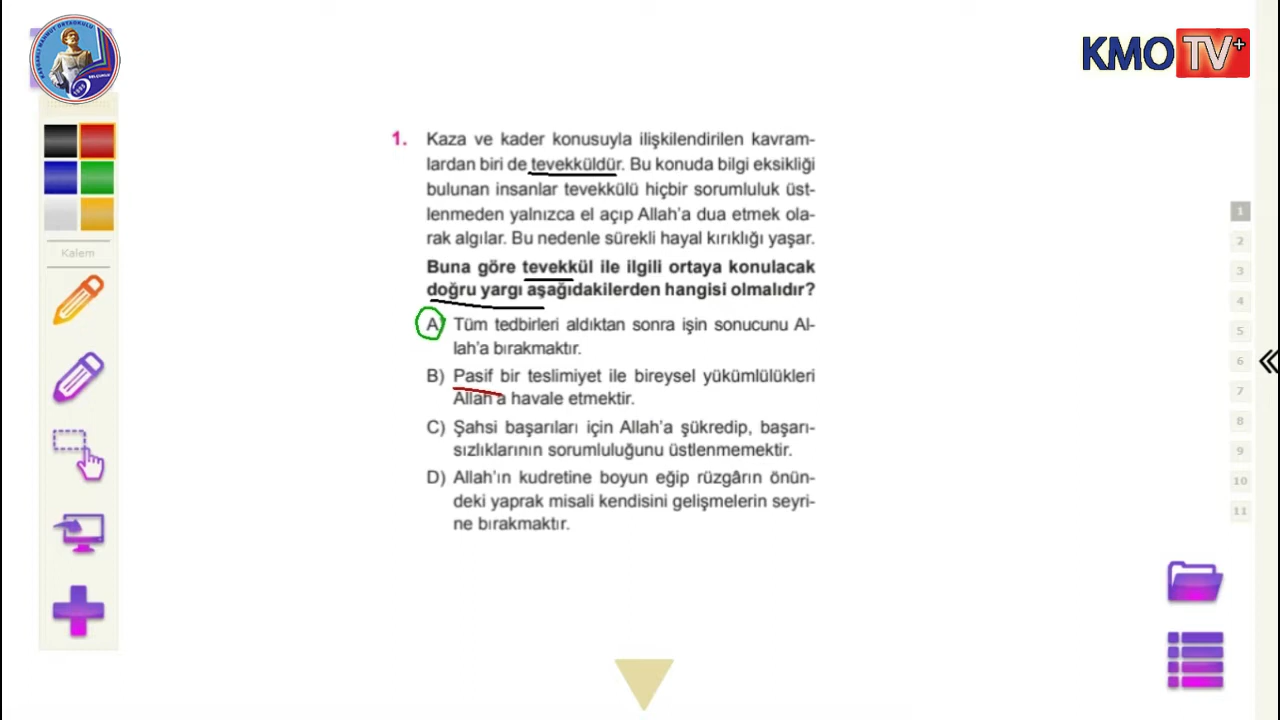 KMO TV+
1. Kaza ve kader konusuyla ilişkilendirilen kavram-
lardan biri de tevekküldür. Bu konuda bilgi eksikliği
bulunan insanlar tevekkülü hiçbir sorumluluk üst-
lenmeden yalnızca el açıp Allah'a dua etmek ola-
rak algılar. Bu nedenle sürekli hayal kırıklığı yaşar.
Buna göre tevekkül ile ilgili ortaya konulacak
doğru yargı aşağıdakilerden hangisi olmalıdır?
A) Tüm tedbirleri aldıktan sonra işin sonucunu Al-
lah'a bırakmaktır.
B) Pasif bir teslimiyet ile bireysel yükümlülükleri
Allah'a havale etmektir.
C) Şahsi başarıları için Allah'a şükredip, başarı-
sızlıklarının sorumluluğunu üstlenmemektir.
D) Allah'ın kudretine boyun eğip rüzgârın önün-
deki yaprak misali kendisini gelişmelerin seyri-
ne bırakmaktır.
Kalem
1
2
3
4
5
6
7
8
9
10
11